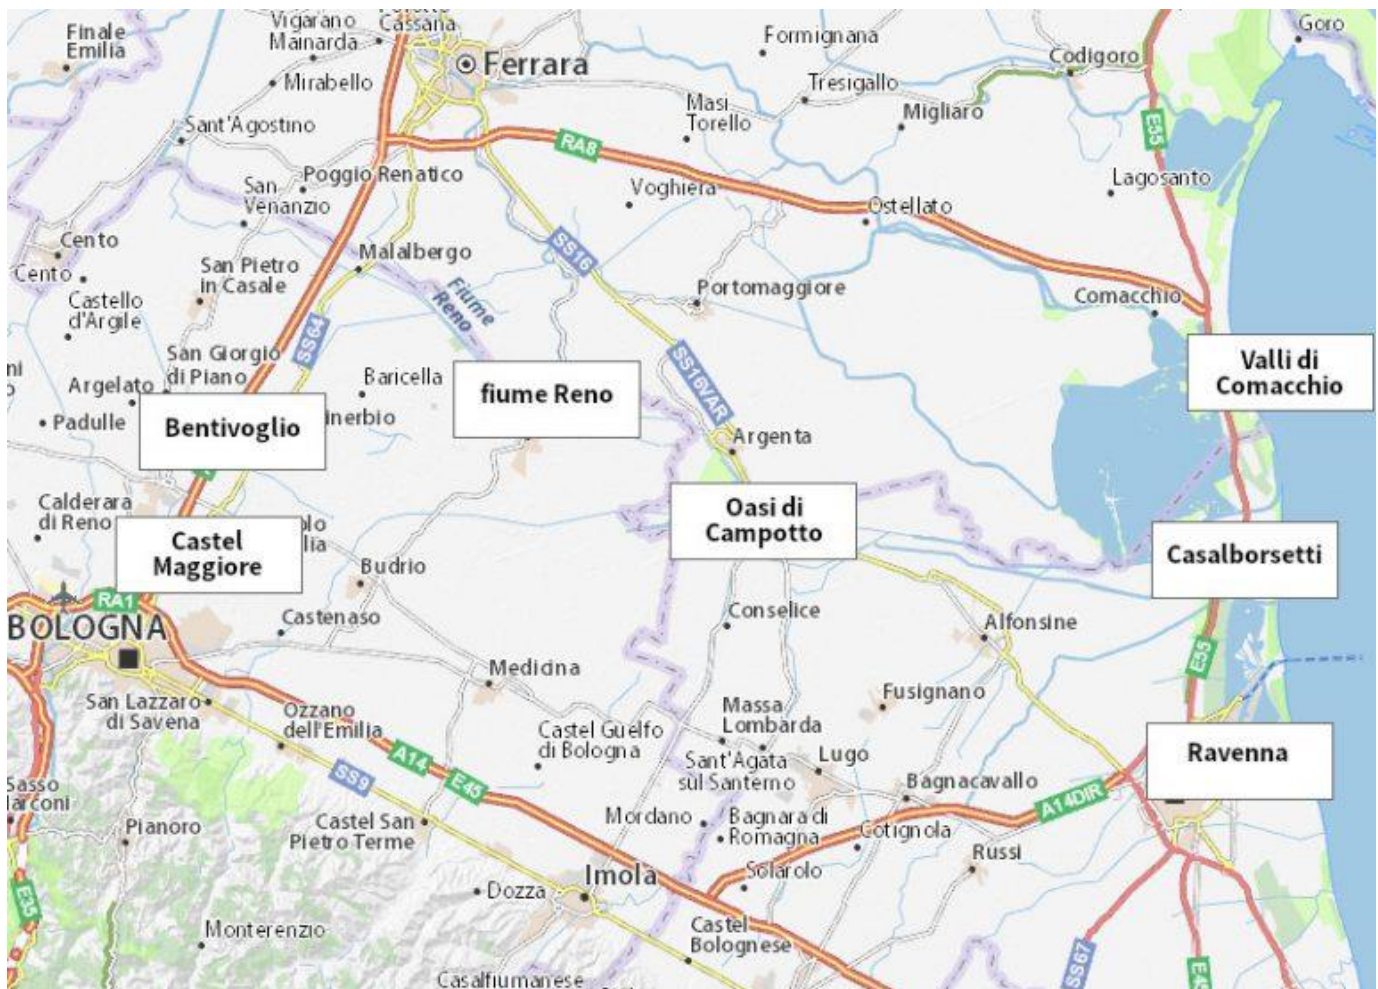 Finale
Emilia
Vigarano
Mainarda
Cassana
Ferrara
Formignana
Codigoro
Goro
Mirabello
Tresigallo
Masi
Torello
Migliaro
Sant'Agostino
E55
RA8
Poggio Renatico
San
Venanzio
Voghiera
Lagosanto
Ostellato
Cento
Cento
Malalbergo
SS16
San Pietro
in Casale
Fiume
Reno
Castello
d'Argile
Portomaggiore
Comacchio
SS64
San Giorgio
di Piano
SS16VAR
Valli di
Comacchio
Argelato
Baricella
fiume Reno
Padulle
Bentivoglio
inerbio
Argenta
Calderara
di Reno
Oasi di
Campotto
Castel
Maggiore
Casalborsetti
Budrio
RA1
BOLOGNA
Castenaso
Conselice
Alfonsine
E55
Medicina
San Lazzaro
di Savena
Ozzano
dell'Emilia
Massa
Lombarda
Fusignano
Castel Guelfo
di Bologna
Ravenna
A14
E45
SS9
Sant'Agata
sul Santerno
Lugo
Bagnacavallo
A14DIR
Sasso
Marconi
Pianoro
Castel San
Pietro Terme
Mordano
Bagnara di
Romagna
Cotignola
Russi
Imola
Solarolo
Dozza
E35
Monterenzio
Castel
Bolognese
SS67
E45
Casalfiumanese